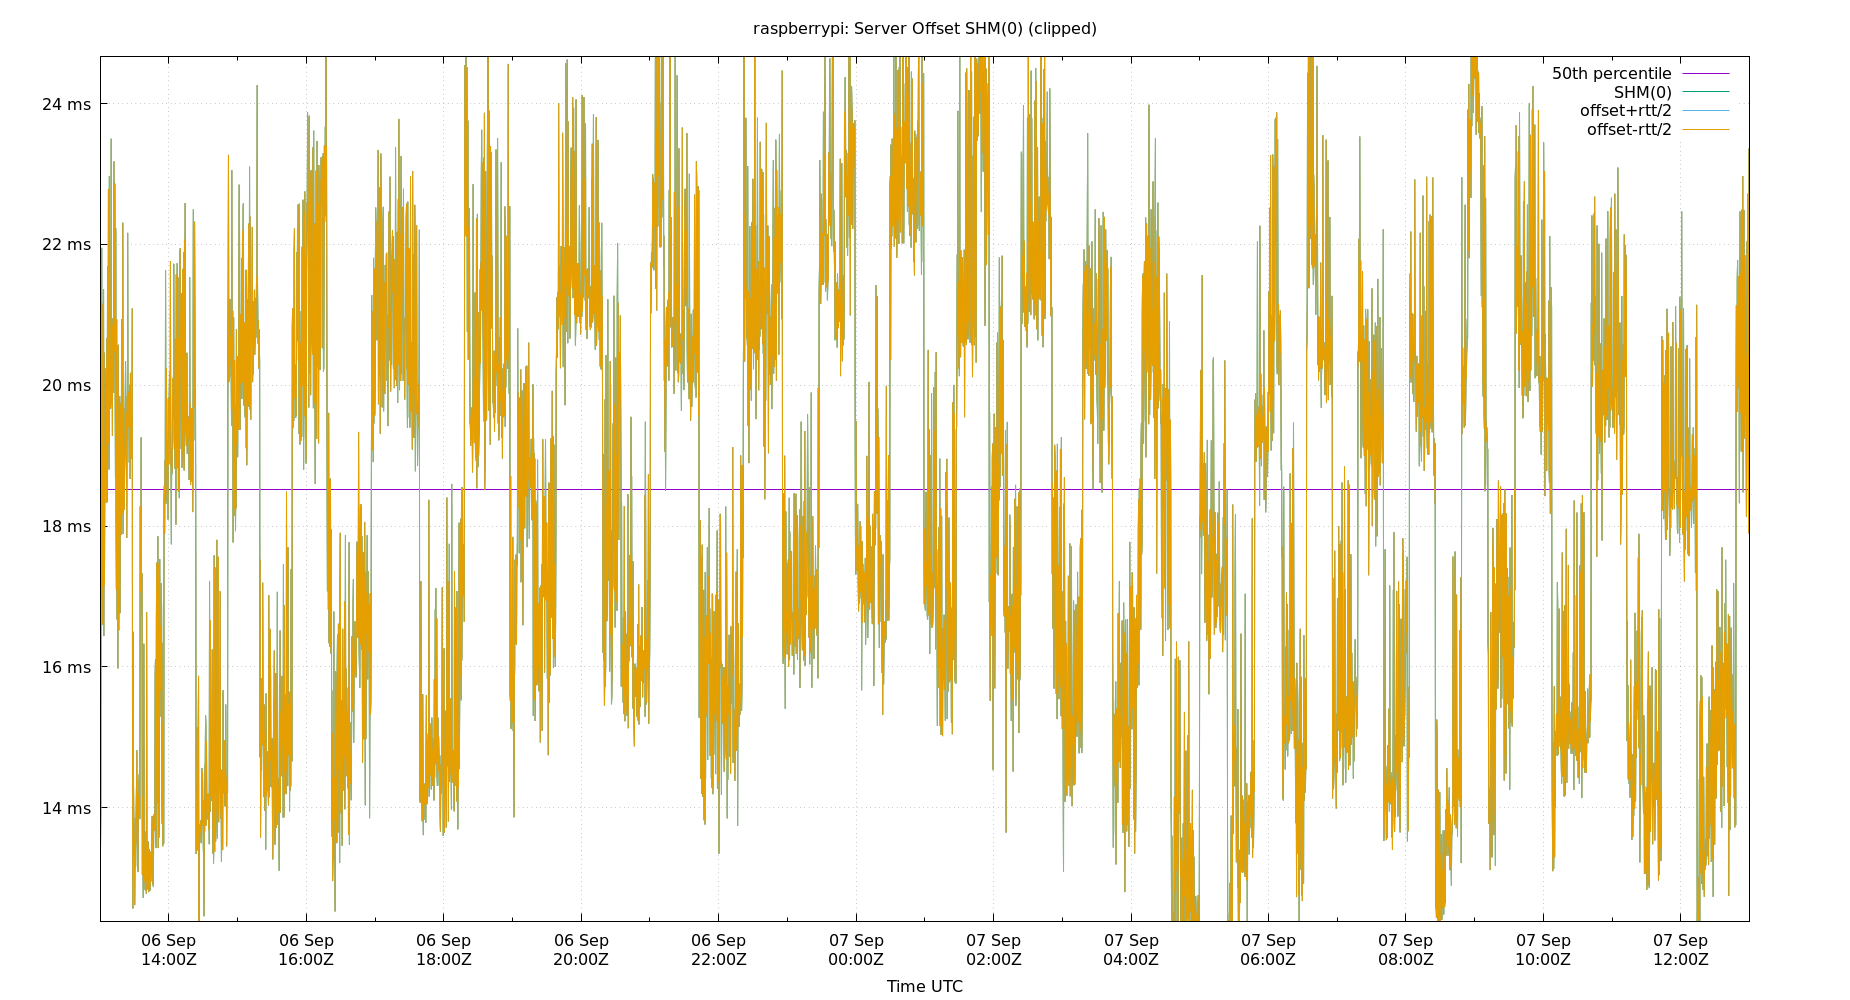 raspberrypi: Server Offset SHM(0) (clipped)
50th percentile
SHM(0)
offset+rtt/2
offset-rtt/2
24 ms
22 ms
20 ms
18 ms
16 ms
14 ms
06 Sep 06 Sep 06 Sep 06 Sep 06 Sep 07 Sep 07 Sep 07 Sep 07 Sep 07 Sep 07 Sep 07 Sep
14:00Z 16:00Z 18:00Z 20:00Z 22:00Z 00:00Z 02:00Z 04:00Z 06:00Z 08:00Z 10:00Z 12:00Z
Time UTC